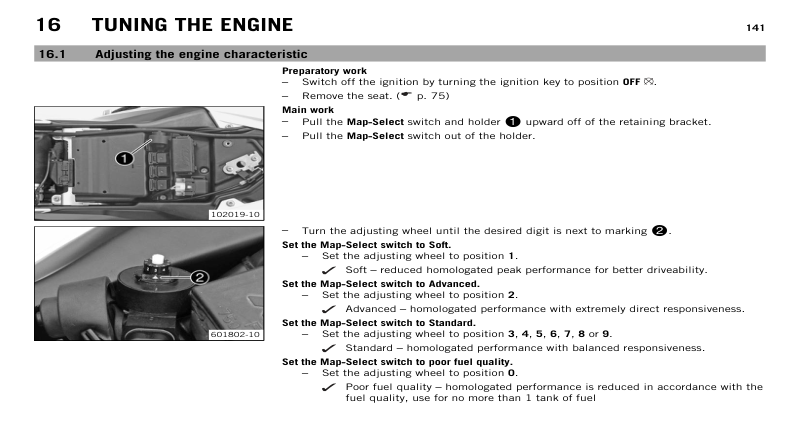 16 TUNING THE ENGINE 141
16.1 Adjusting the engine characteristic
Preparatory work
– Switch off the ignition by turning the ignition key to position OFF ⊠.
– Remove the seat. (☛ p. 75)
Main work
– Pull the Map-Select switch and holder ❶ upward off of the retaining bracket.
– Pull the Map-Select switch out of the holder.
1
102019-10
– Turn the adjusting wheel until the desired digit is next to marking ❷.
Set the Map-Select switch to Soft.
– Set the adjusting wheel to position 1.
✓ Soft – reduced homologated peak performance for better driveability.
Set the Map-Select switch to Advanced.
– Set the adjusting wheel to position 2.
✓ Advanced – homologated performance with extremely direct responsiveness.
Set the Map-Select switch to Standard.
– Set the adjusting wheel to position 3, 4, 5, 6, 7, 8 or 9.
✓ Standard – homologated performance with balanced responsiveness.
Set the Map-Select switch to poor fuel quality.
– Set the adjusting wheel to position 0.
✓ Poor fuel quality – homologated performance is reduced in accordance with the
fuel quality, use for no more than 1 tank of fuel
2
601802-10